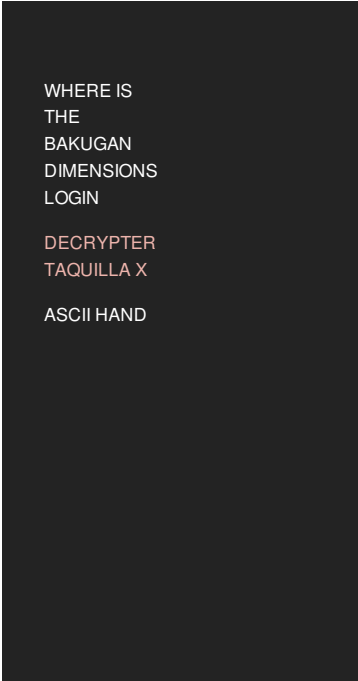 WHERE IS
THE
BAKUGAN
DIMENSIONS
LOGIN
DECRYPTER
TAQUILLA X
ASCII HAND